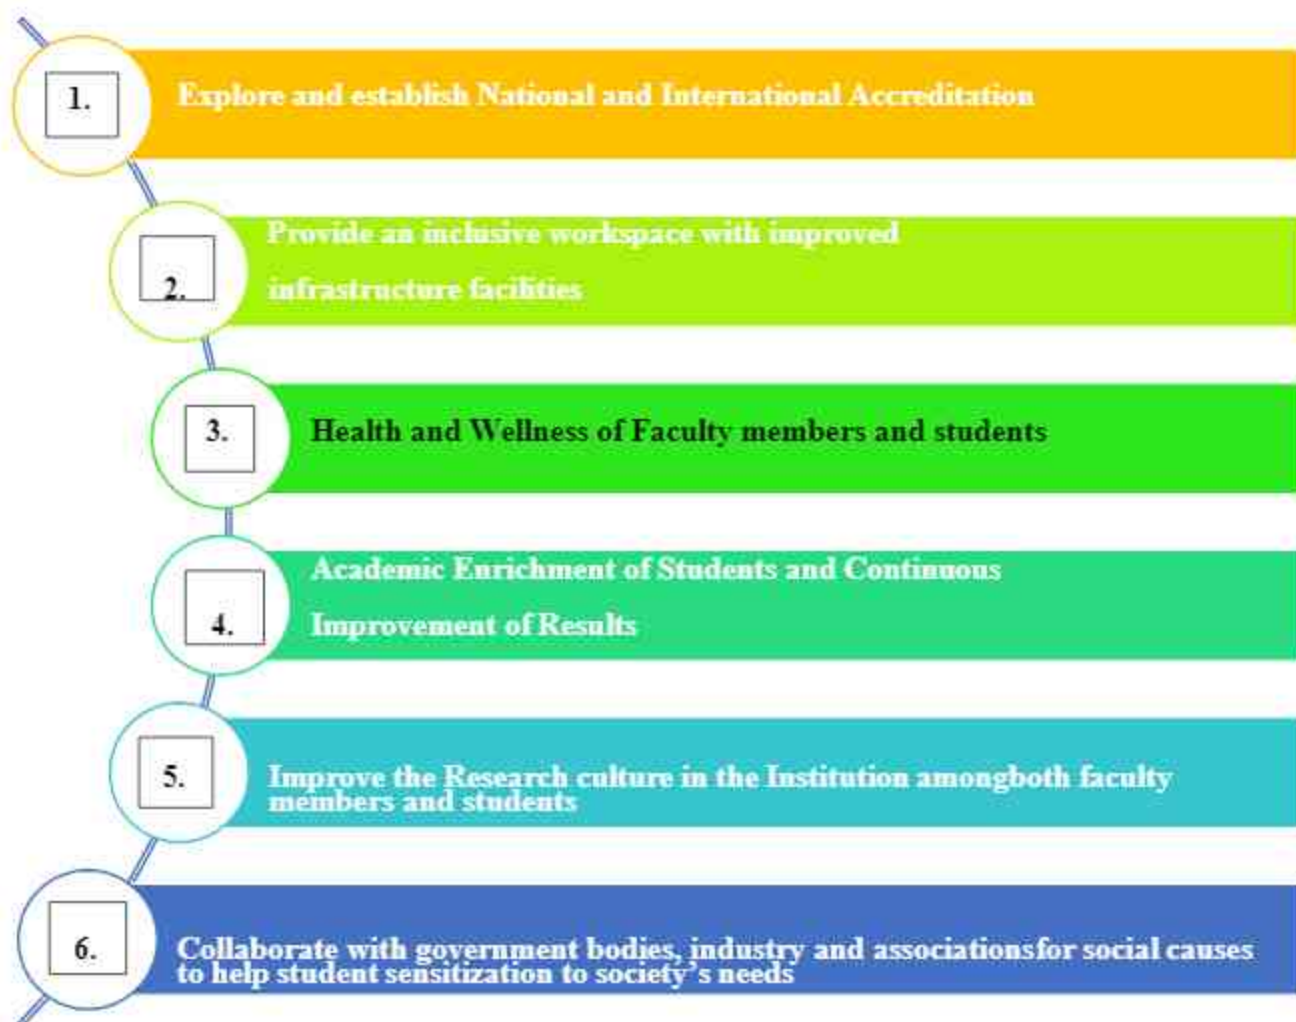 1.
Explore and establish National and International Accreditation
2.
Provide an inclusive workspace with improved
infrastructure facilities
3.
Health and Wellness of Faculty members and students
4.
Academic Enrichment of Students and Continuous
Improvement of Results
5.
Improve the Research culture in the Institution amongboth faculty
members and students
6.
Collaborate with government bodies, industry and associationsfor social causes
to help student sensitization to society’s needs